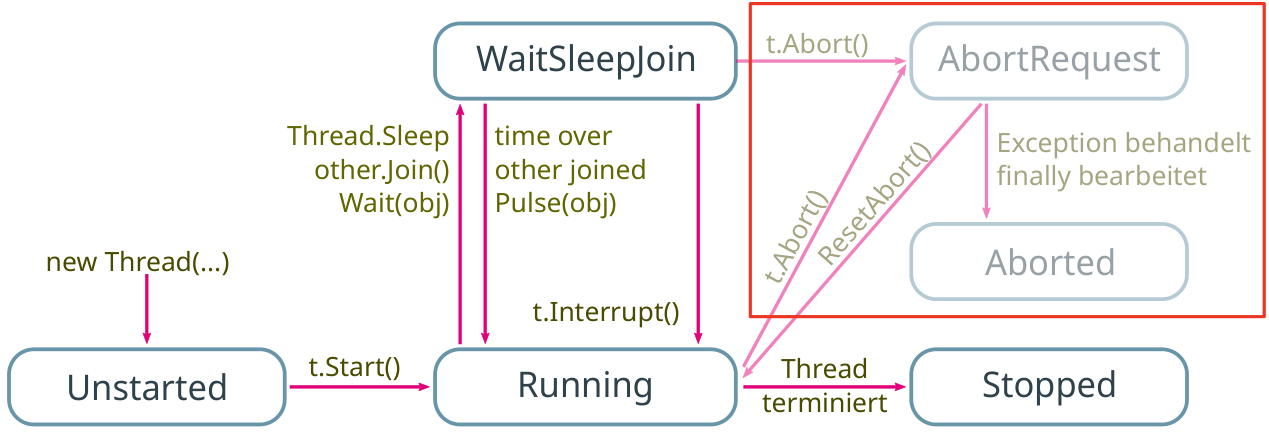 WaitSleepJoin
t.Abort()
AbortRequest
Thread.Sleep
other.Join()
Wait(obj)
time over
other joined
Pulse(obj)
t.Interrupt()
t.Abort()
ResetAbort()
Exception behandelt
finally bearbeitet
Aborted
new Thread(...)
Unstarted
t.Start()
Running
Thread
terminiert
Stopped